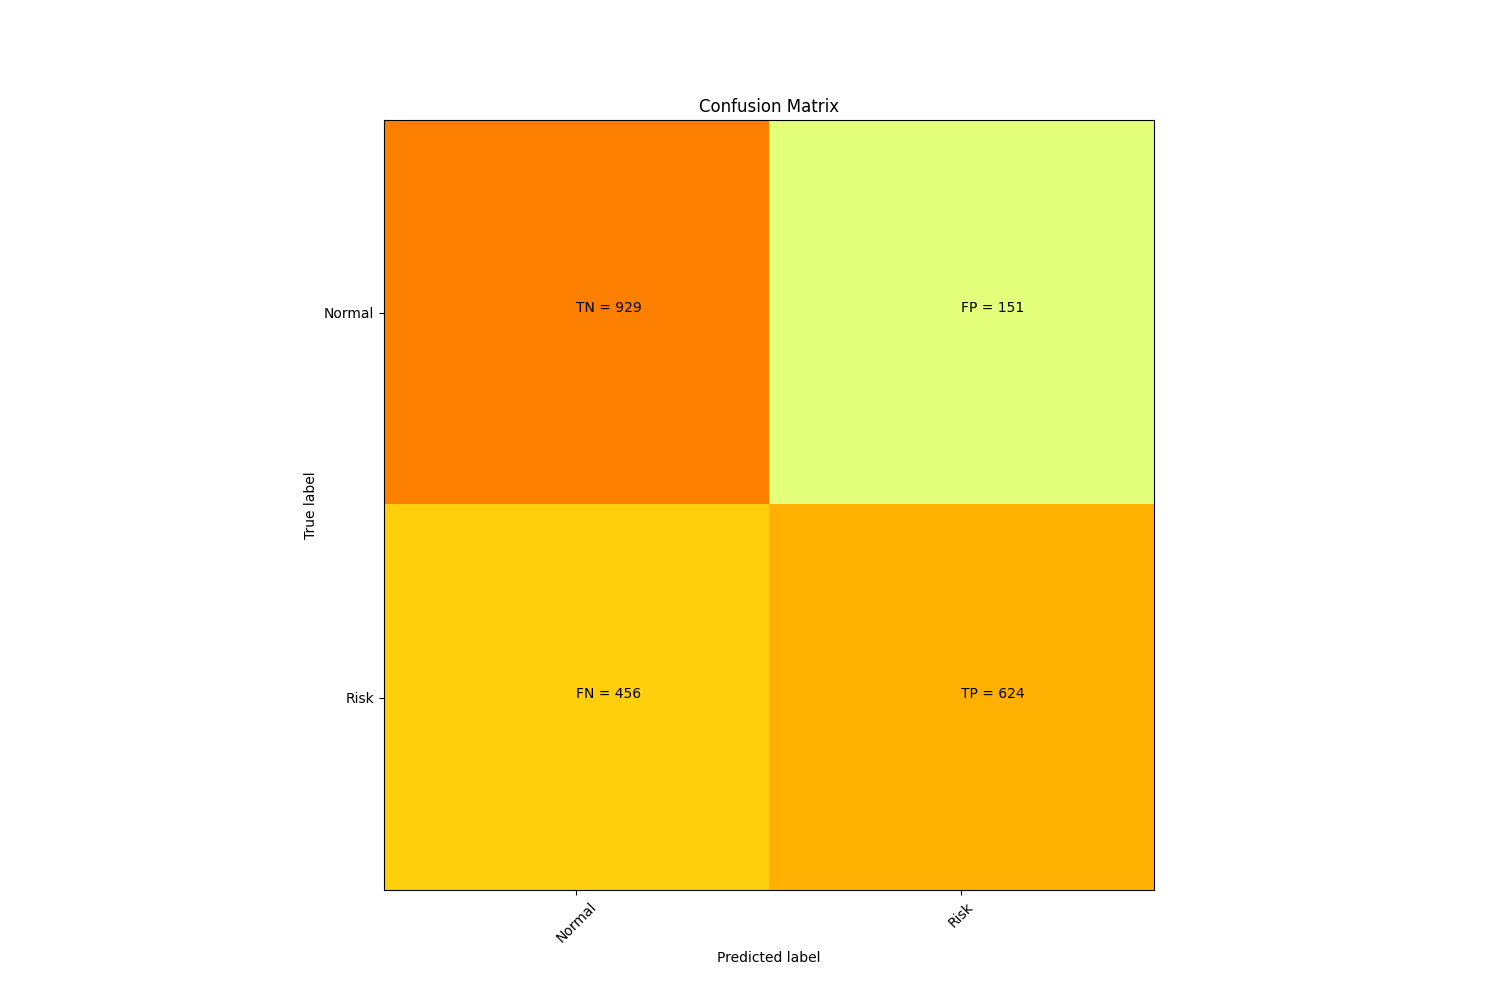 Confusion Matrix
Normal
TN = 929
FP = 151
True label
Risk
FN = 456
TP = 624
Normal
Risk
Predicted label